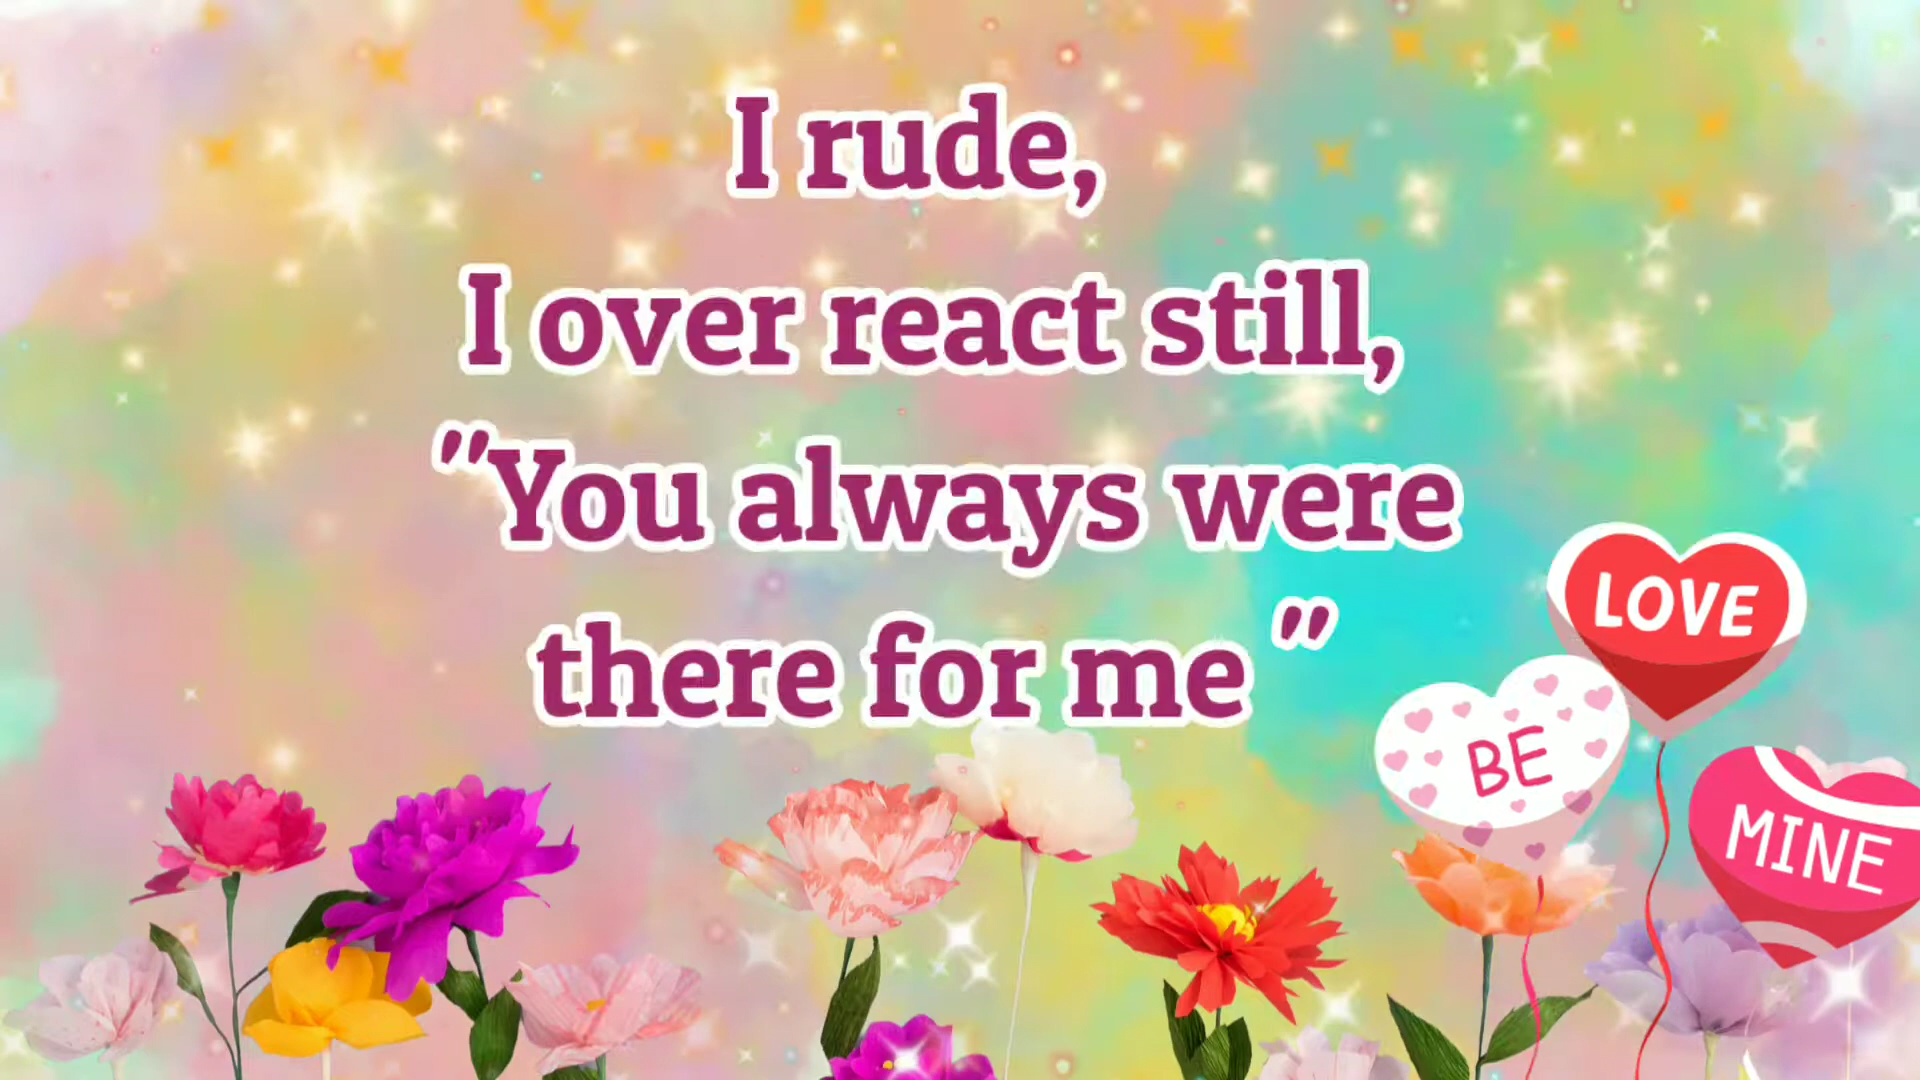 I rude,
I over react still,
"You always were
there for me "
LOVE
BE
MINE